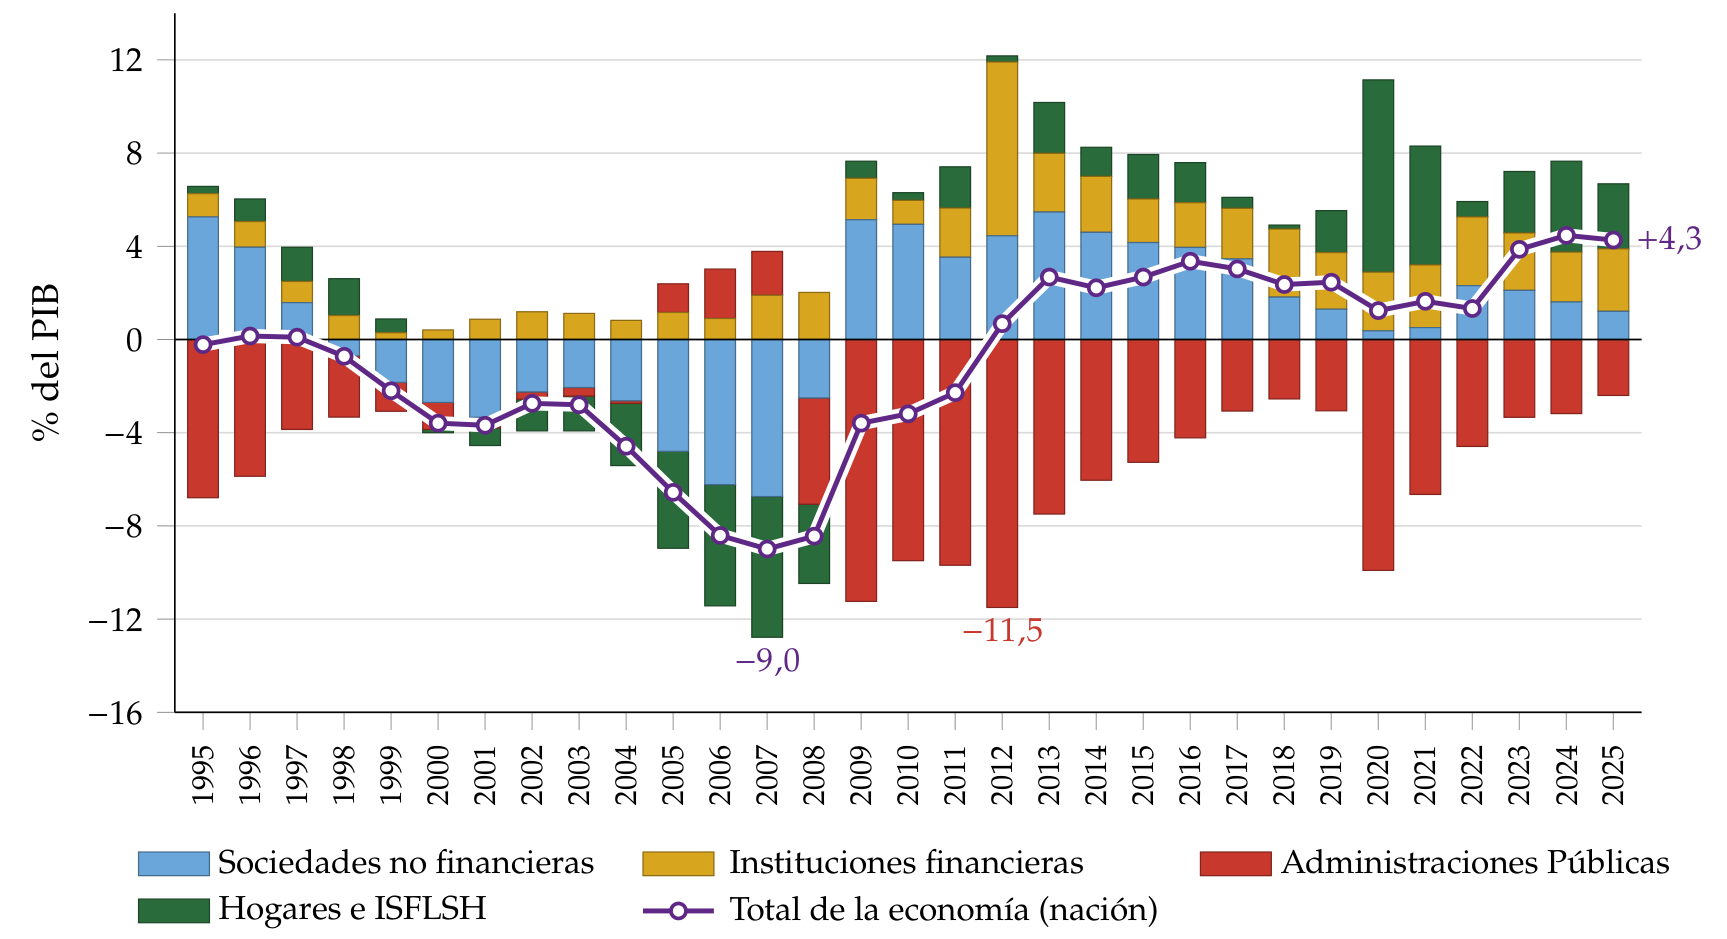 % del PIB
12
8
4
0
−4
−8
−12
−16
+4,3
−11,5
−9,0
1995 1996 1997 1998 1999 2000 2001 2002 2003 2004 2005 2006 2007 2008 2009 2010 2011 2012 2013 2014 2015 2016 2017 2018 2019 2020 2021 2022 2023 2024 2025
Sociedades no financieras Instituciones financieras Administraciones Públicas
Hogares e ISFLSH Total de la economía (nación)